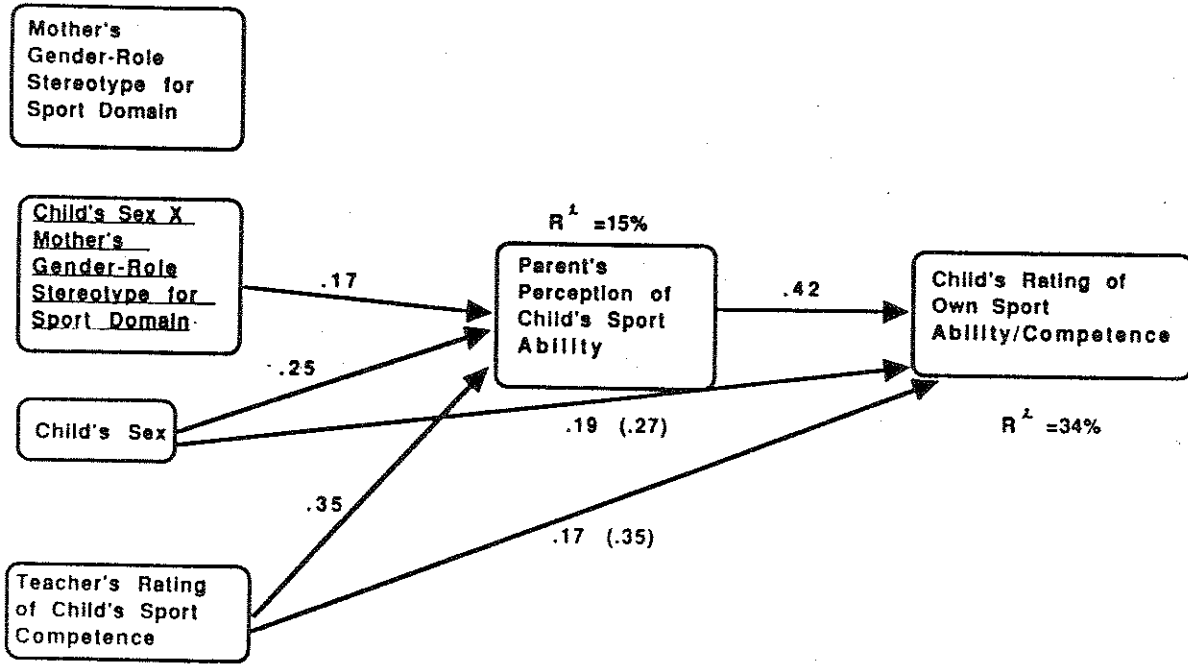 Mother's
Gender-Role
Stereotype for
Sport Domain
Child's Sex X
Mother's
Gender-Role
Stereotype for
Sport Domain
.17
R² =15%
Parent's
Perception of
Child's Sport
Ability
.42
Child's Rating of
Own Sport
Ability/Competence
R² =34%
.25
Child's Sex
.19 (.27)
.35
.17 (.35)
Teacher's Rating
of Child's Sport
Competence